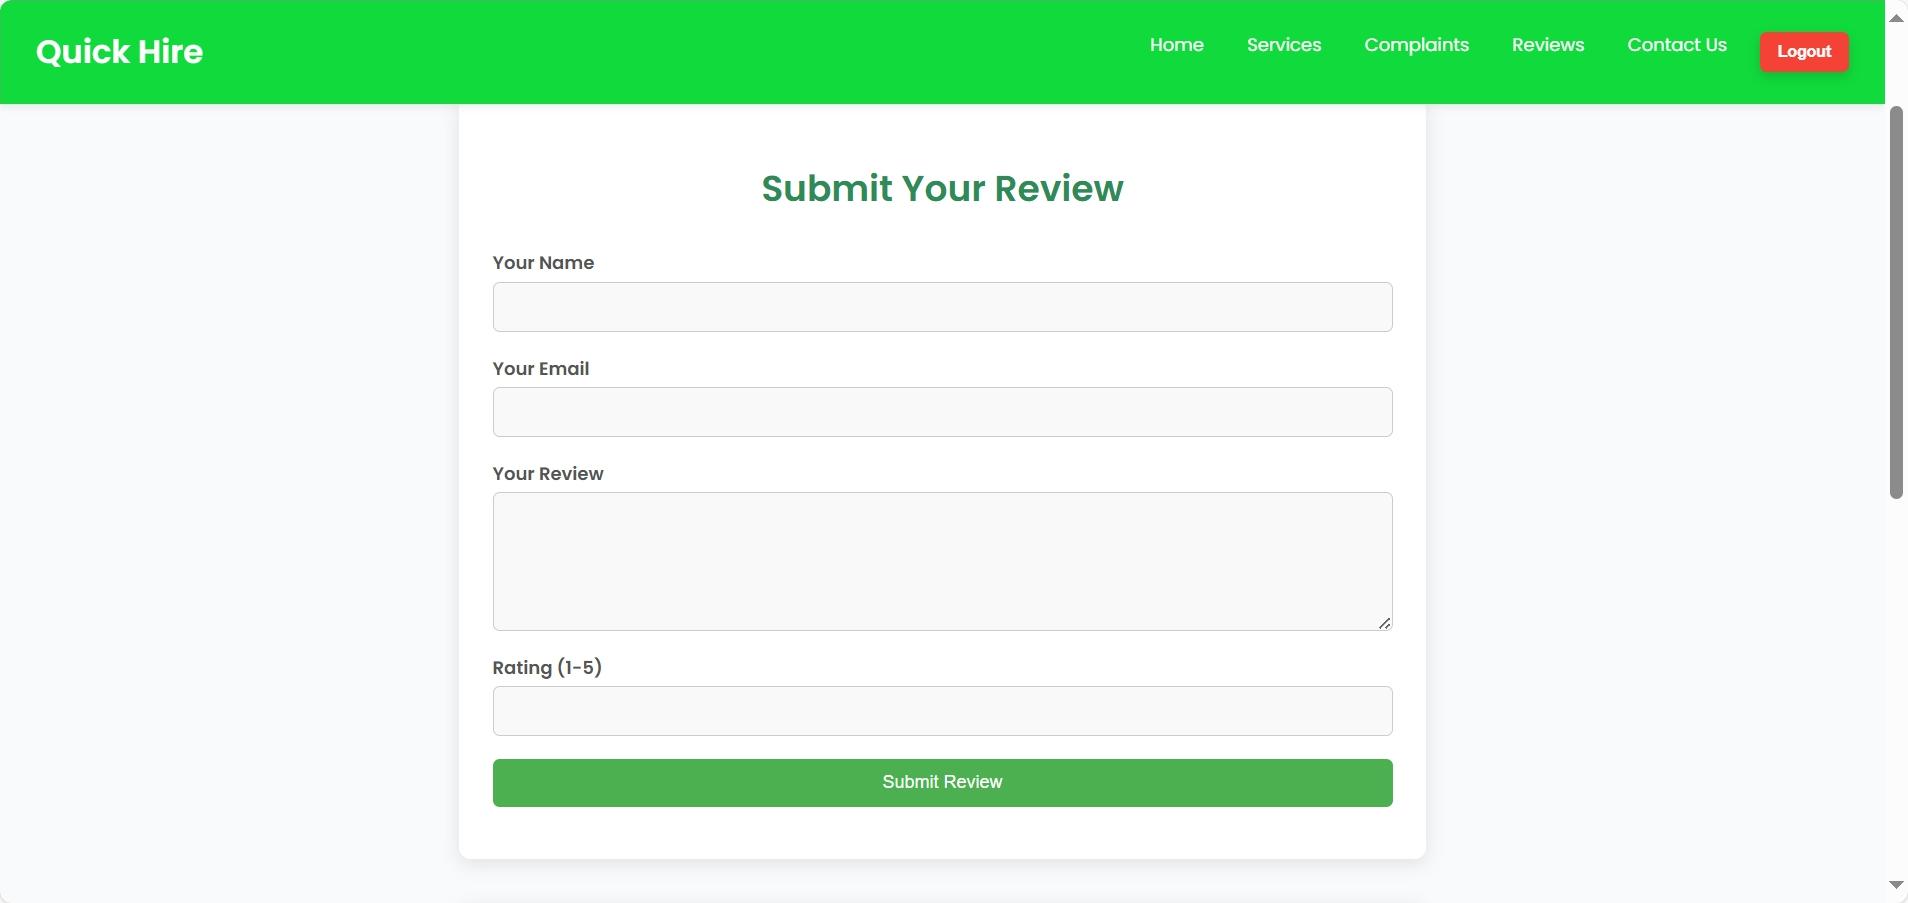 Quick Hire
Home Services Complaints Reviews Contact Us Logout
Submit Your Review
Your Name
Your Email
Your Review
Rating (1-5)
Submit Review